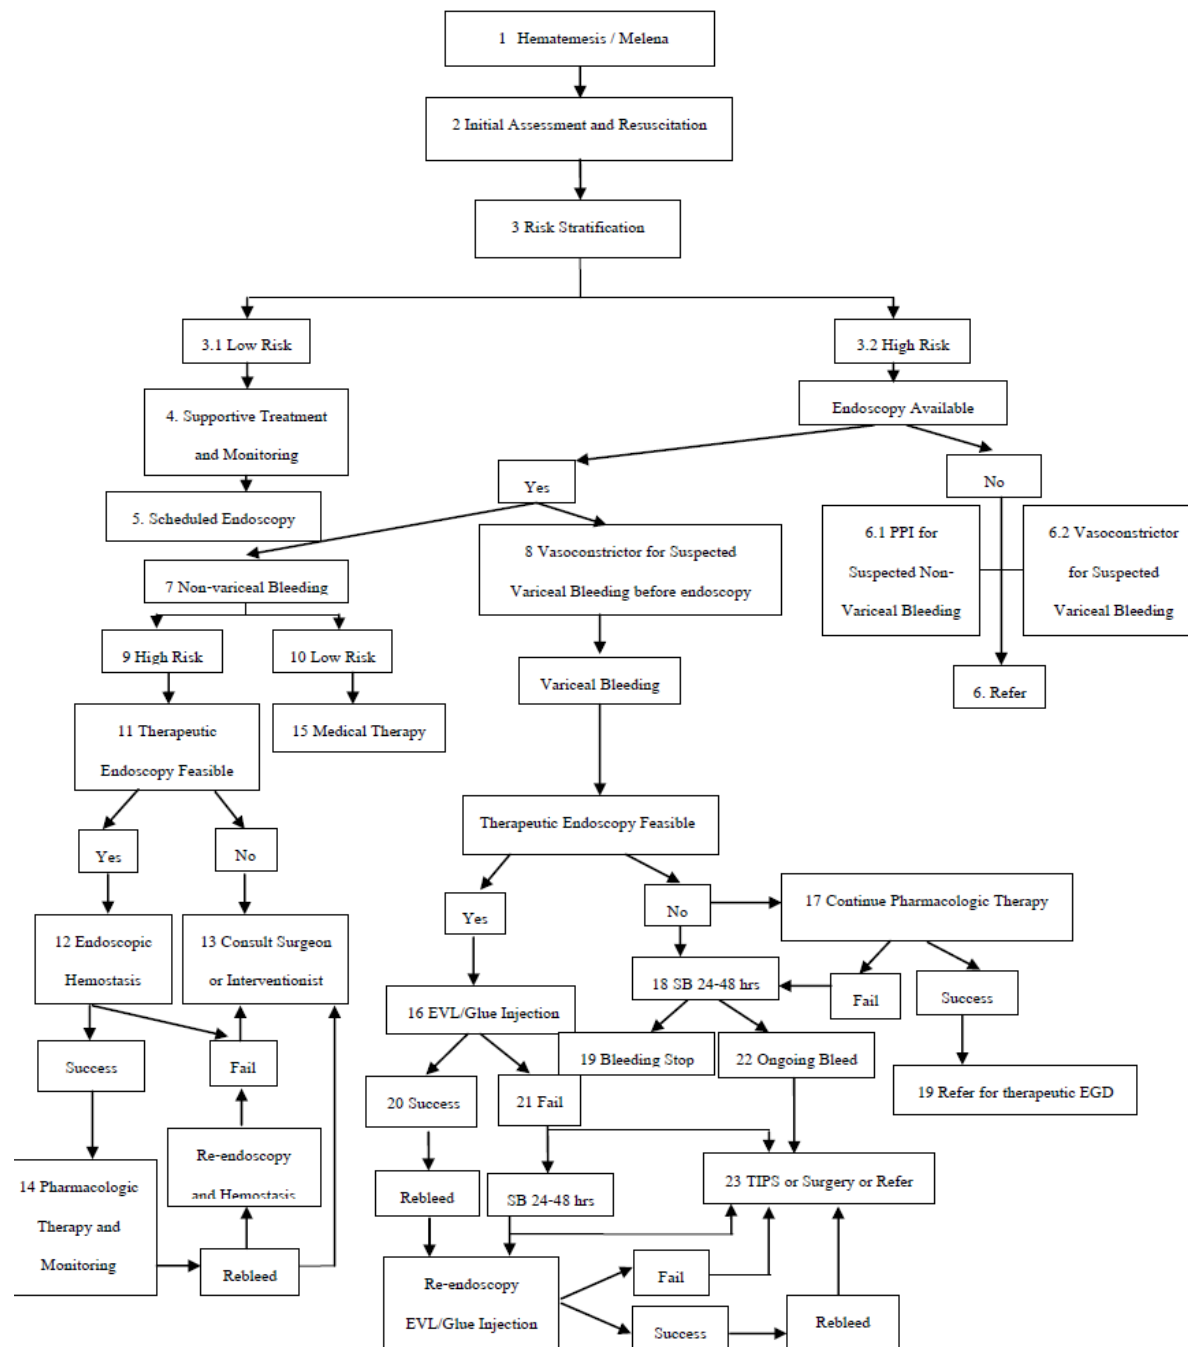 1 Hematemesis / Melena
2 Initial Assessment and Resuscitation
3 Risk Stratification
3.1 Low Risk
3.2 High Risk
4. Supportive Treatment
and Monitoring
Endoscopy Available
5. Scheduled Endoscopy
Yes
No
7 Non-variceal Bleeding
8 Vasoconstrictor for Suspected
Variceal Bleeding before endoscopy
6.1 PPI for
Suspected Non-
Variceal Bleeding
6.2 Vasoconstrictor
for Suspected
Variceal Bleeding
9 High Risk
10 Low Risk
Variceal Bleeding
6. Refer
11 Therapeutic
Endoscopy Feasible
15 Medical Therapy
Therapeutic Endoscopy Feasible
Yes
No
Yes
No
17 Continue Pharmacologic Therapy
12 Endoscopic
Hemostasis
13 Consult Surgeon
or Interventionist
16 EVL/Glue Injection
18 SB 24-48 hrs
Fail
Success
Success
Fail
20 Success
21 Fail
19 Bleeding Stop
22 Ongoing Bleed
19 Refer for therapeutic EGD
14 Pharmacologic
Therapy and
Monitoring
Re-endoscopy
and Hemostasis
Rebleed
Rebleed
SB 24-48 hrs
23 TIPS or Surgery or Refer
Re-endoscopy
EVL/Glue Injection
Fail
Success
Rebleed